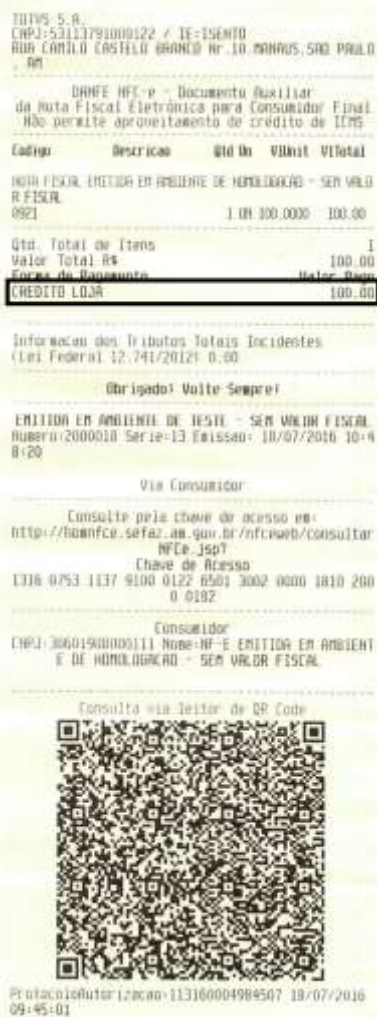 TOTVS S.A.
CNPJ:53113791000122 / IE=ISENTO
RUA CAMILO CASTELO BRANCO Nr.10.MANAUS.SAO PAULO
. AM
DANFE NFC-e - Documento Auxiliar
da Nota Fiscal Eletrônica para Consumidor Final
Não permite aproveitamento de crédito de ICMS
Codigo Descricao Qtd Un VlUnit VlTotal
NOTA FISCAL EMITIDA EM AMBIENTE DE HOMOLOGACAO - SEM VALO
R FISCAL
0921 1 UN 100.0000 100.00
Qtd. Total de Itens 1
Valor Total R$ 100.00
Forma de Pagamento Valor Pago
CREDITO LOJA 100.00
Informacao dos Tributos Totais Incidentes
(Lei Federal 12.741/2012) 0.00
Obrigado! Volte Sempre!
EMITIDA EM AMBIENTE DE TESTE - SEM VALOR FISCAL
Numero:2000018 Serie:13 Emissao: 18/07/2016 10:4
8:20
Via Consumidor
Consulte pela chave de acesso em:
http://homnfce.sefaz.am.gov.br/nfceweb/consultar
NFCe.jsp?
Chave de Acesso
1316 0753 1137 9100 0122 6501 3002 0000 1810 200
0 0182
Consumidor
CNPJ:30601900000111 Nome:NF-E EMITIDA EM AMBIENT
E DE HOMOLOGACAO - SEM VALOR FISCAL
Consulta via leitor de QR Code
ProtocoloAutorizacao:113160004984507 18/07/2016
09:45:01